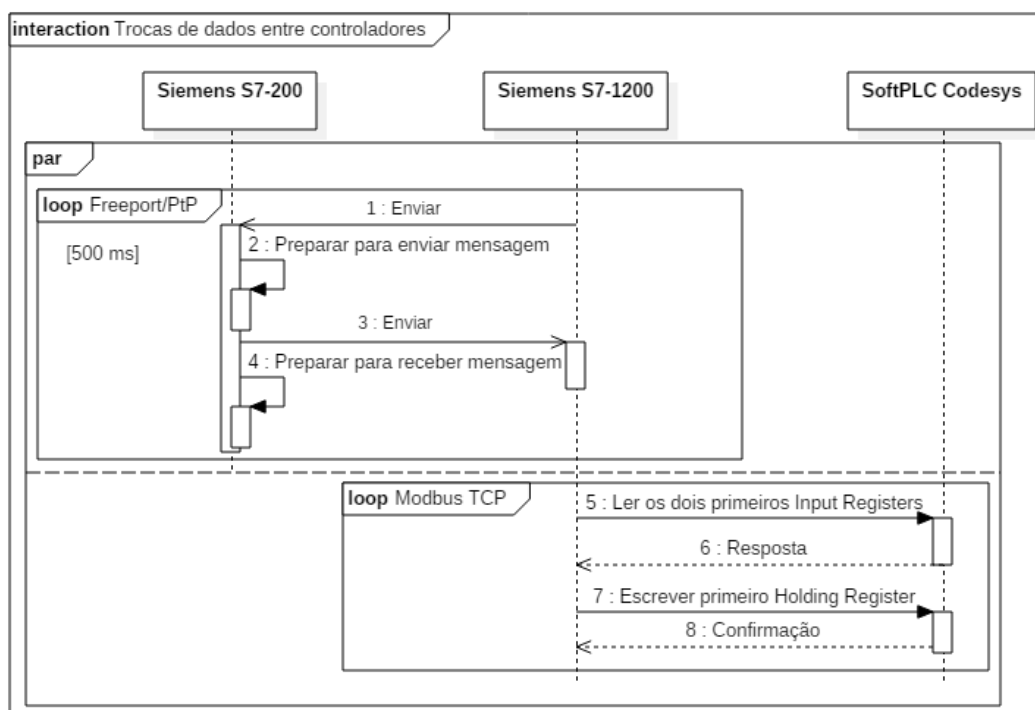 interaction Trocas de dados entre controladores
Siemens S7-200
Siemens S7-1200
SoftPLC Codesys
par
loop Freeport/PtP
1 : Enviar
2 : Preparar para enviar mensagem
[500 ms]
3 : Enviar
4 : Preparar para receber mensagem
loop Modbus TCP
5 : Ler os dois primeiros Input Registers
6 : Resposta
7 : Escrever primeiro Holding Register
8 : Confirmação